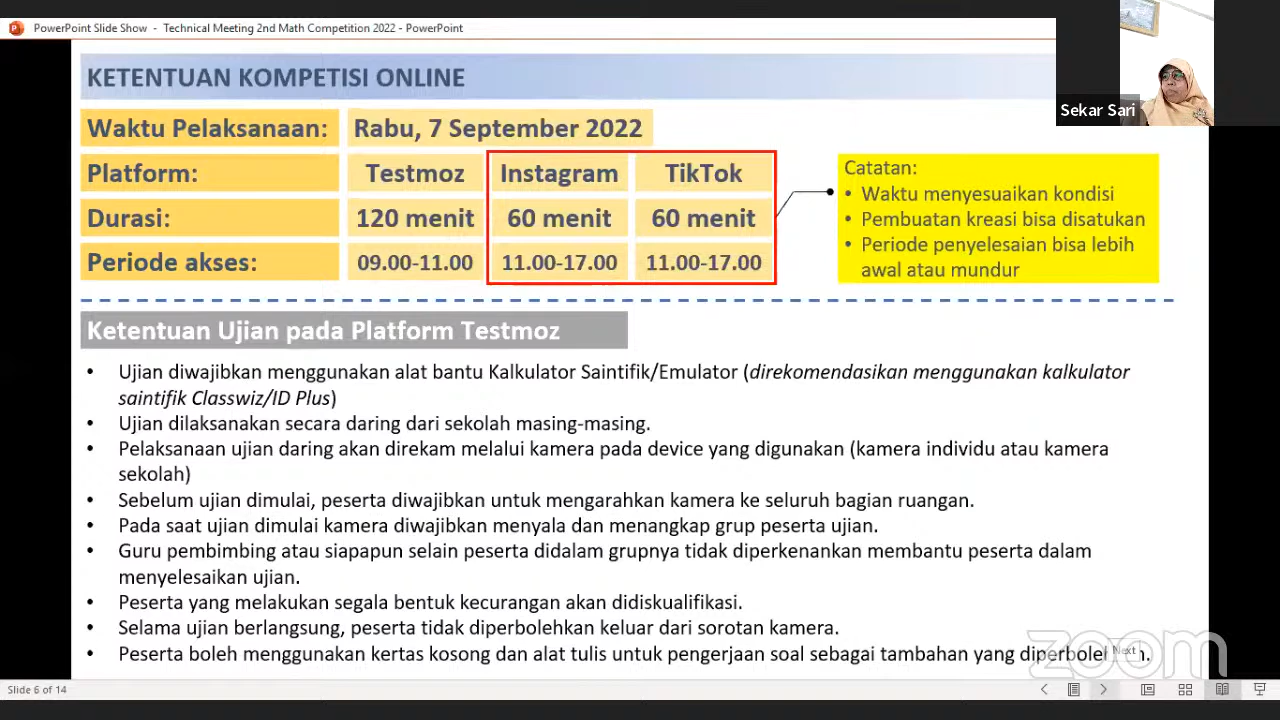 PowerPoint Slide Show - Technical Meeting 2nd Math Competition 2022 - PowerPoint
KETENTUAN KOMPETISI ONLINE
Sekar Sari
Waktu Pelaksanaan: Rabu, 7 September 2022
Platform: Testmoz Instagram TikTok
Durasi: 120 menit 60 menit 60 menit
Periode akses: 09.00-11.00 11.00-17.00 11.00-17.00
Catatan:
• Waktu menyesuaikan kondisi
• Pembuatan kreasi bisa disatukan
• Periode penyelesaian bisa lebih
awal atau mundur
Ketentuan Ujian pada Platform Testmoz
• Ujian diwajibkan menggunakan alat bantu Kalkulator Saintifik/Emulator (direkomendasikan menggunakan kalkulator
saintifik Classwiz/ID Plus)
• Ujian dilaksanakan secara daring dari sekolah masing-masing.
• Pelaksanaan ujian daring akan direkam melalui kamera pada device yang digunakan (kamera individu atau kamera
sekolah)
• Sebelum ujian dimulai, peserta diwajibkan untuk mengarahkan kamera ke seluruh bagian ruangan.
• Pada saat ujian dimulai kamera diwajibkan menyala dan menangkap grup peserta ujian.
• Guru pembimbing atau siapapun selain peserta didalam grupnya tidak diperkenankan membantu peserta dalam
menyelesaikan ujian.
• Peserta yang melakukan segala bentuk kecurangan akan didiskualifikasi.
• Selama ujian berlangsung, peserta tidak diperbolehkan keluar dari sorotan kamera.
• Peserta boleh menggunakan kertas kosong dan alat tulis untuk pengerjaan soal sebagai tambahan yang
zoom
Next
Slide 6 of 14